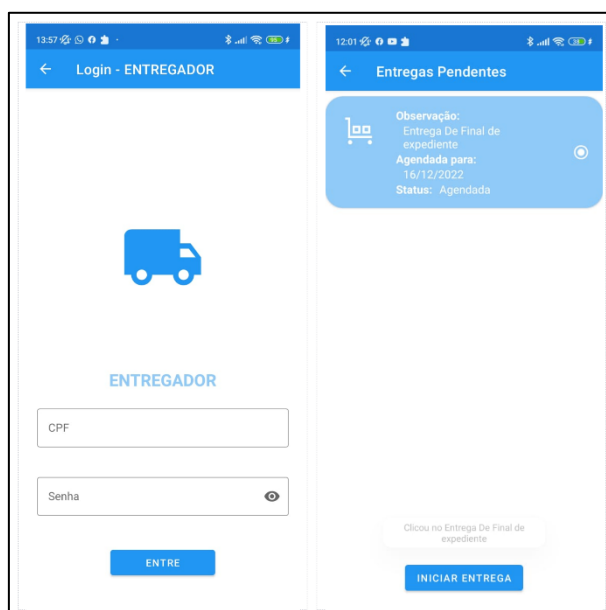 13:57
95
Login - ENTREGADOR
ENTREGADOR
CPF
Senha
ENTRE
12:01
Entregas Pendentes
Observação:
Entrega De Final de
expediente
Agendada para:
16/12/2022
Status: Agendada
Clicou no Entrega De Final de
expediente
INICIAR ENTREGA